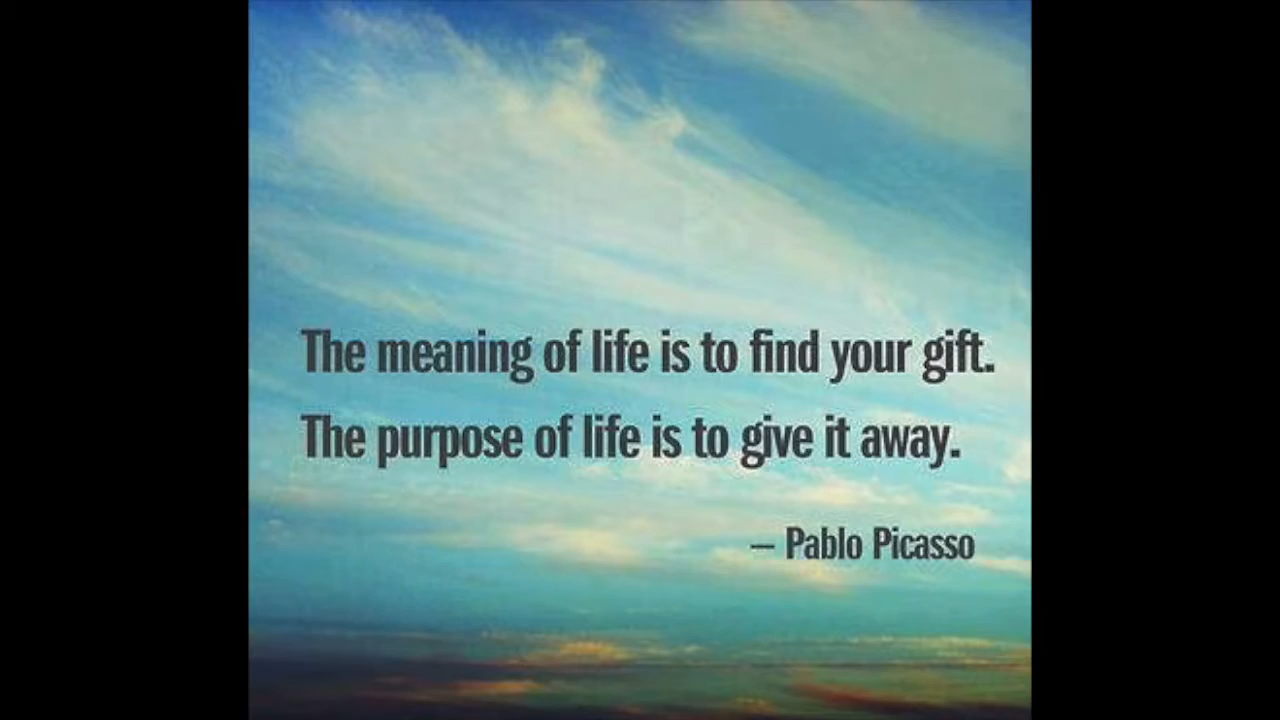 The meaning of life is to find your gift.
The purpose of life is to give it away.
– Pablo Picasso